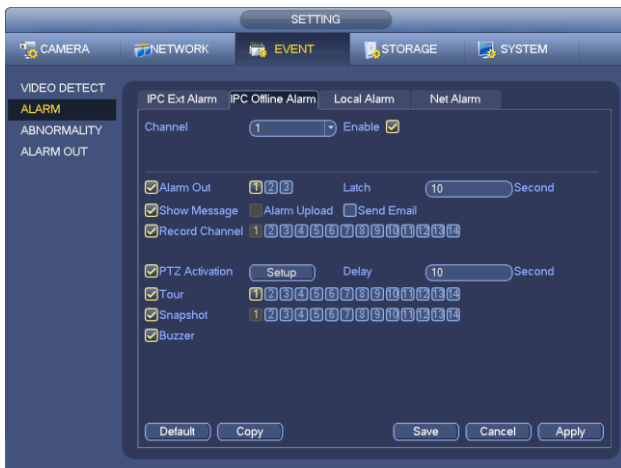 SETTING
CAMERA NETWORK EVENT STORAGE SYSTEM
VIDEO DETECT
ALARM
ABNORMALITY
ALARM OUT
IPC Ext Alarm IPC Offline Alarm Local Alarm Net Alarm
Channel 1 Enable
Alarm Out 1 2 3 Latch 10 Second
Show Message Alarm Upload Send Email
Record Channel 1 2 3 4 5 6 7 8 9 10 11 12 13 14
PTZ Activation Setup Delay 10 Second
Tour 1 2 3 4 5 6 7 8 9 10 11 12 13 14
Snapshot 1 2 3 4 5 6 7 8 9 10 11 12 13 14
Buzzer
Default Copy Save Cancel Apply